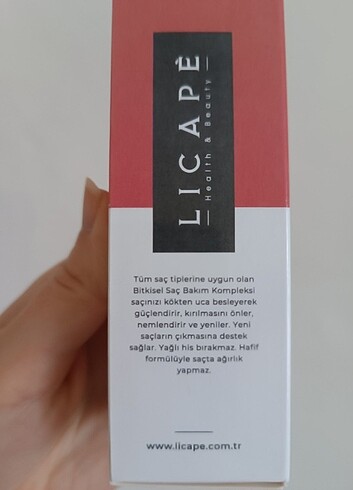 LICAPÈ
Health & Beauty
Tüm saç tiplerine uygun olan
Bitkisel Saç Bakım Kompleksi
saçınızı kökten uca besleyerek
güçlendirir, kırılmasını önler,
nemlendirir ve yeniler. Yeni
saçların çıkmasına destek
sağlar. Yağlı his bırakmaz. Hafif
formülüyle saçta ağırlık
yapmaz.
www.licape.com.tr